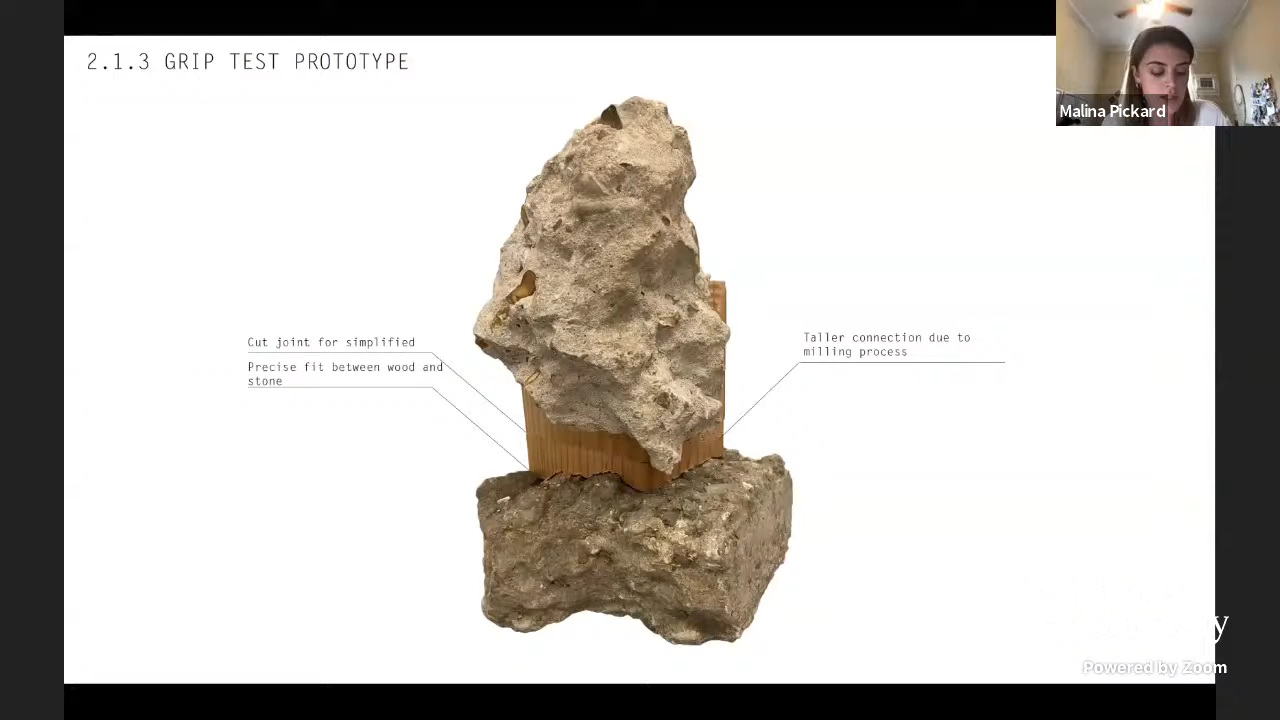 2.1.3 GRIP TEST PROTOTYPE
Malina Pickard
Cut joint for simplified
Precise fit between wood and
stone
Taller connection due to
milling process
Powered by Zoom